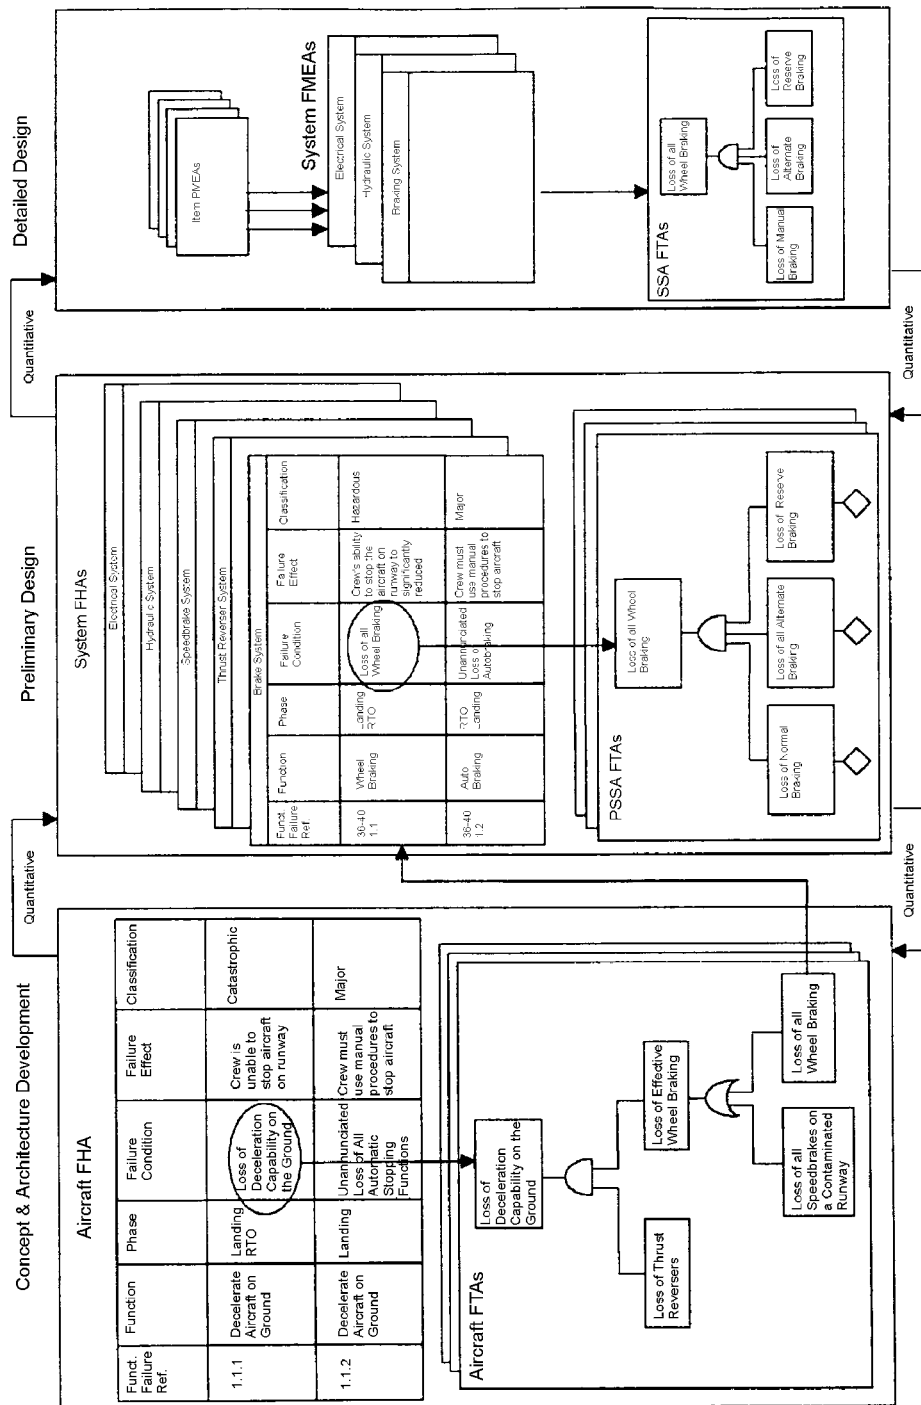 Concept & Architecture Development
Preliminary Design
Detailed Design
Quantitative
Quantitative
Aircraft FHA
Funct.
Failure
Ref.
Function
Phase
Failure
Condition
Failure
Effect
Classification
1.1.1
Decelerate
Aircraft on
Ground
Landing
RTO
Loss of
Deceleration
Capability on
the Ground
Crew is
unable to
stop aircraft
on runway
Catastrophic
1.1.2
Decelerate
Aircraft on
Ground
Landing
Unannunciated
Loss of All
Automatic
Stopping
Functions
Crew must
use manual
procedures to
stop aircraft
Major
Aircraft FTAs
Loss of
Deceleration
Capability on the
Ground
Loss of Thrust
Reversers
Loss of Effective
Wheel Braking
Loss of all
Speedbrakes on
a Contaminated
Runway
Loss of all
Wheel Braking
System FHAs
Electrical System
Hydraulic System
Speedbrake System
Thrust Reverser System
Brake System
Funct.
Failure
Ref.
Function
Phase
Failure
Condition
Failure
Effect
Classification
36-40
1.1
Wheel
Braking
Landing
RTO
Loss of all
Wheel Braking
Crew's ability
to stop the
aircraft on
runway to
significantly
reduced
Hazardous
36-40
1.2
Auto
Braking
RTO
Landing
Unannunciated
Loss of
Autobraking
Crew must
use manual
procedures to
stop aircraft
Major
PSSA FTAs
Loss of all Wheel
Braking
Loss of Normal
Braking
Loss of all Alternate
Braking
Loss of Reserve
Braking
Item FMEAs
System FMEAs
Electrical System
Hydraulic System
Braking System
SSA FTAs
Loss of all
Wheel Braking
Loss of Manual
Braking
Loss of
Alternate
Braking
Loss of
Reserve
Braking
Quantitative
Quantitative